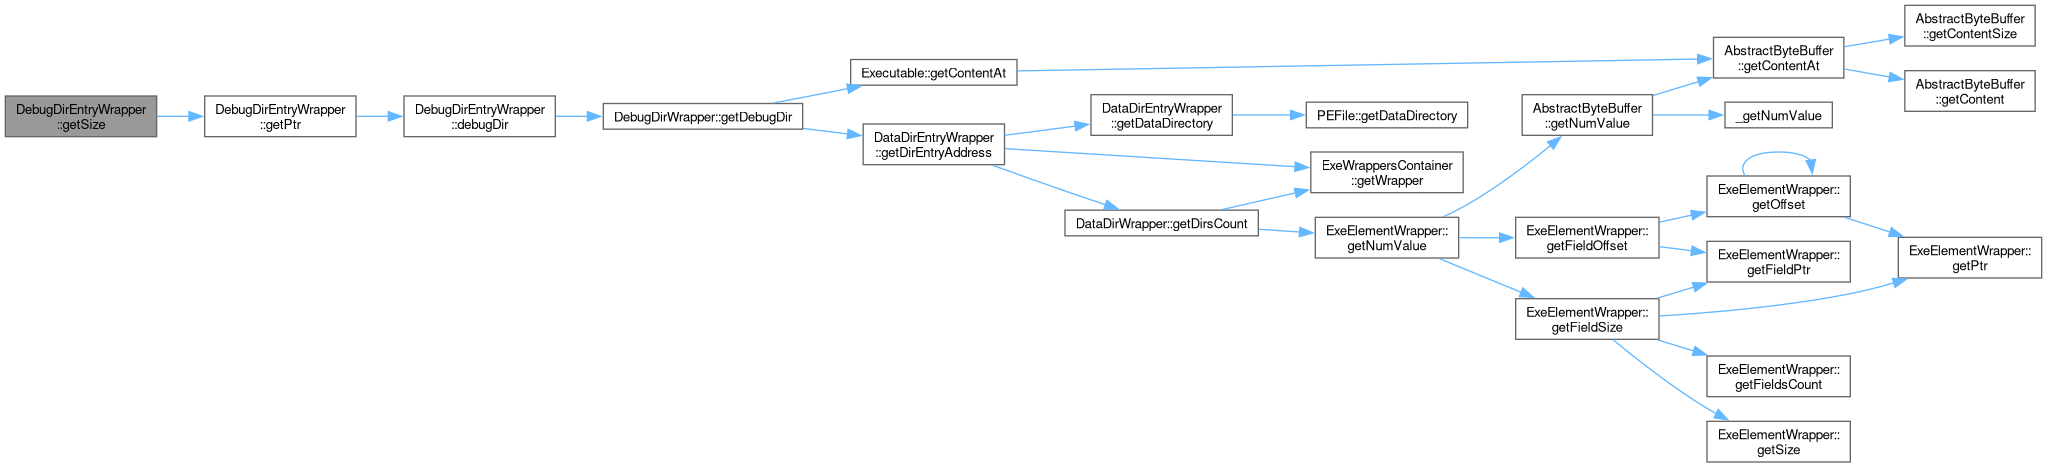 DebugDirEntryWrapper
::getSize
DebugDirEntryWrapper
::getPtr
DebugDirEntryWrapper
::debugDir
DebugDirWrapper::getDebugDir
Executable::getContentAt
DataDirEntryWrapper
::getDirEntryAddress
DataDirEntryWrapper
::getDataDirectory
PEFile::getDataDirectory
ExeWrappersContainer
::getWrapper
DataDirWrapper::getDirsCount
ExeElementWrapper::
getNumValue
AbstractByteBuffer
::getNumValue
ExeElementWrapper::
getFieldOffset
ExeElementWrapper::
getFieldSize
AbstractByteBuffer
::getContentAt
_getNumValue
ExeElementWrapper::
getOffset
ExeElementWrapper::
getFieldPtr
ExeElementWrapper::
getFieldsCount
ExeElementWrapper::
getSize
AbstractByteBuffer
::getContentSize
AbstractByteBuffer
::getContent
ExeElementWrapper::
getPtr